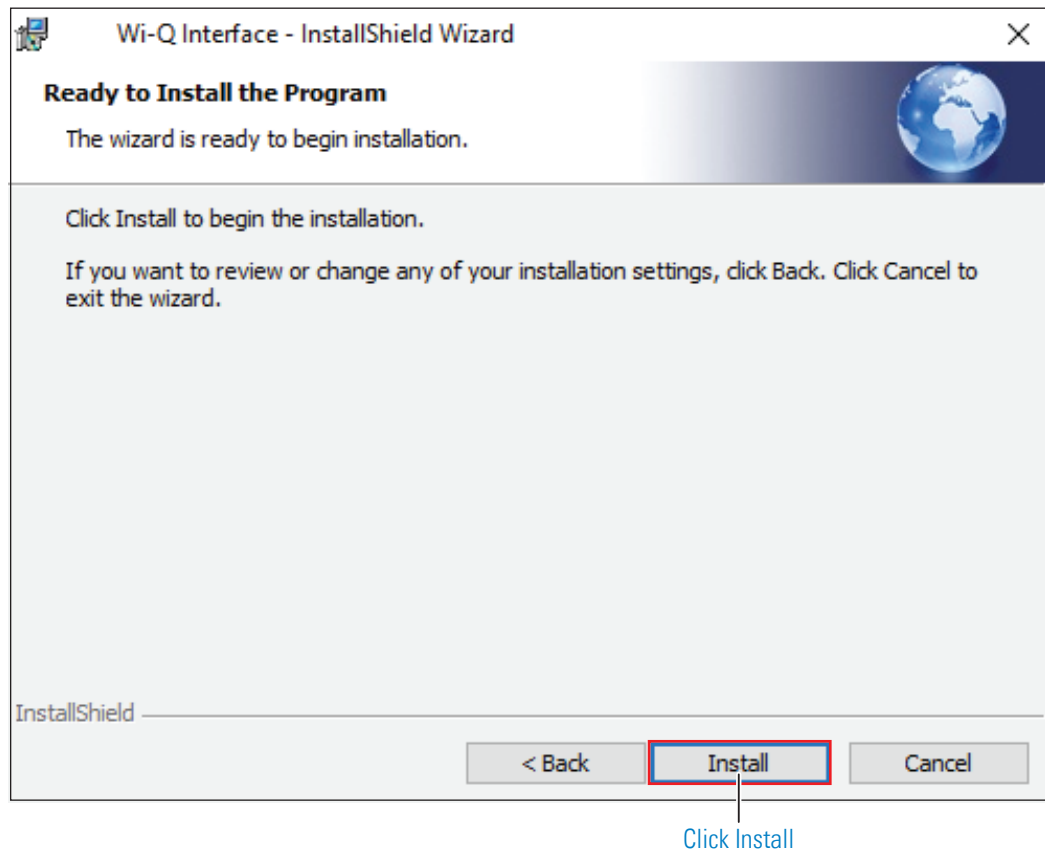 Wi-Q Interface - InstallShield Wizard
Ready to Install the Program
The wizard is ready to begin installation.
Click Install to begin the installation.
If you want to review or change any of your installation settings, click Back. Click Cancel to
exit the wizard.
InstallShield
< Back Install Cancel
Click Install